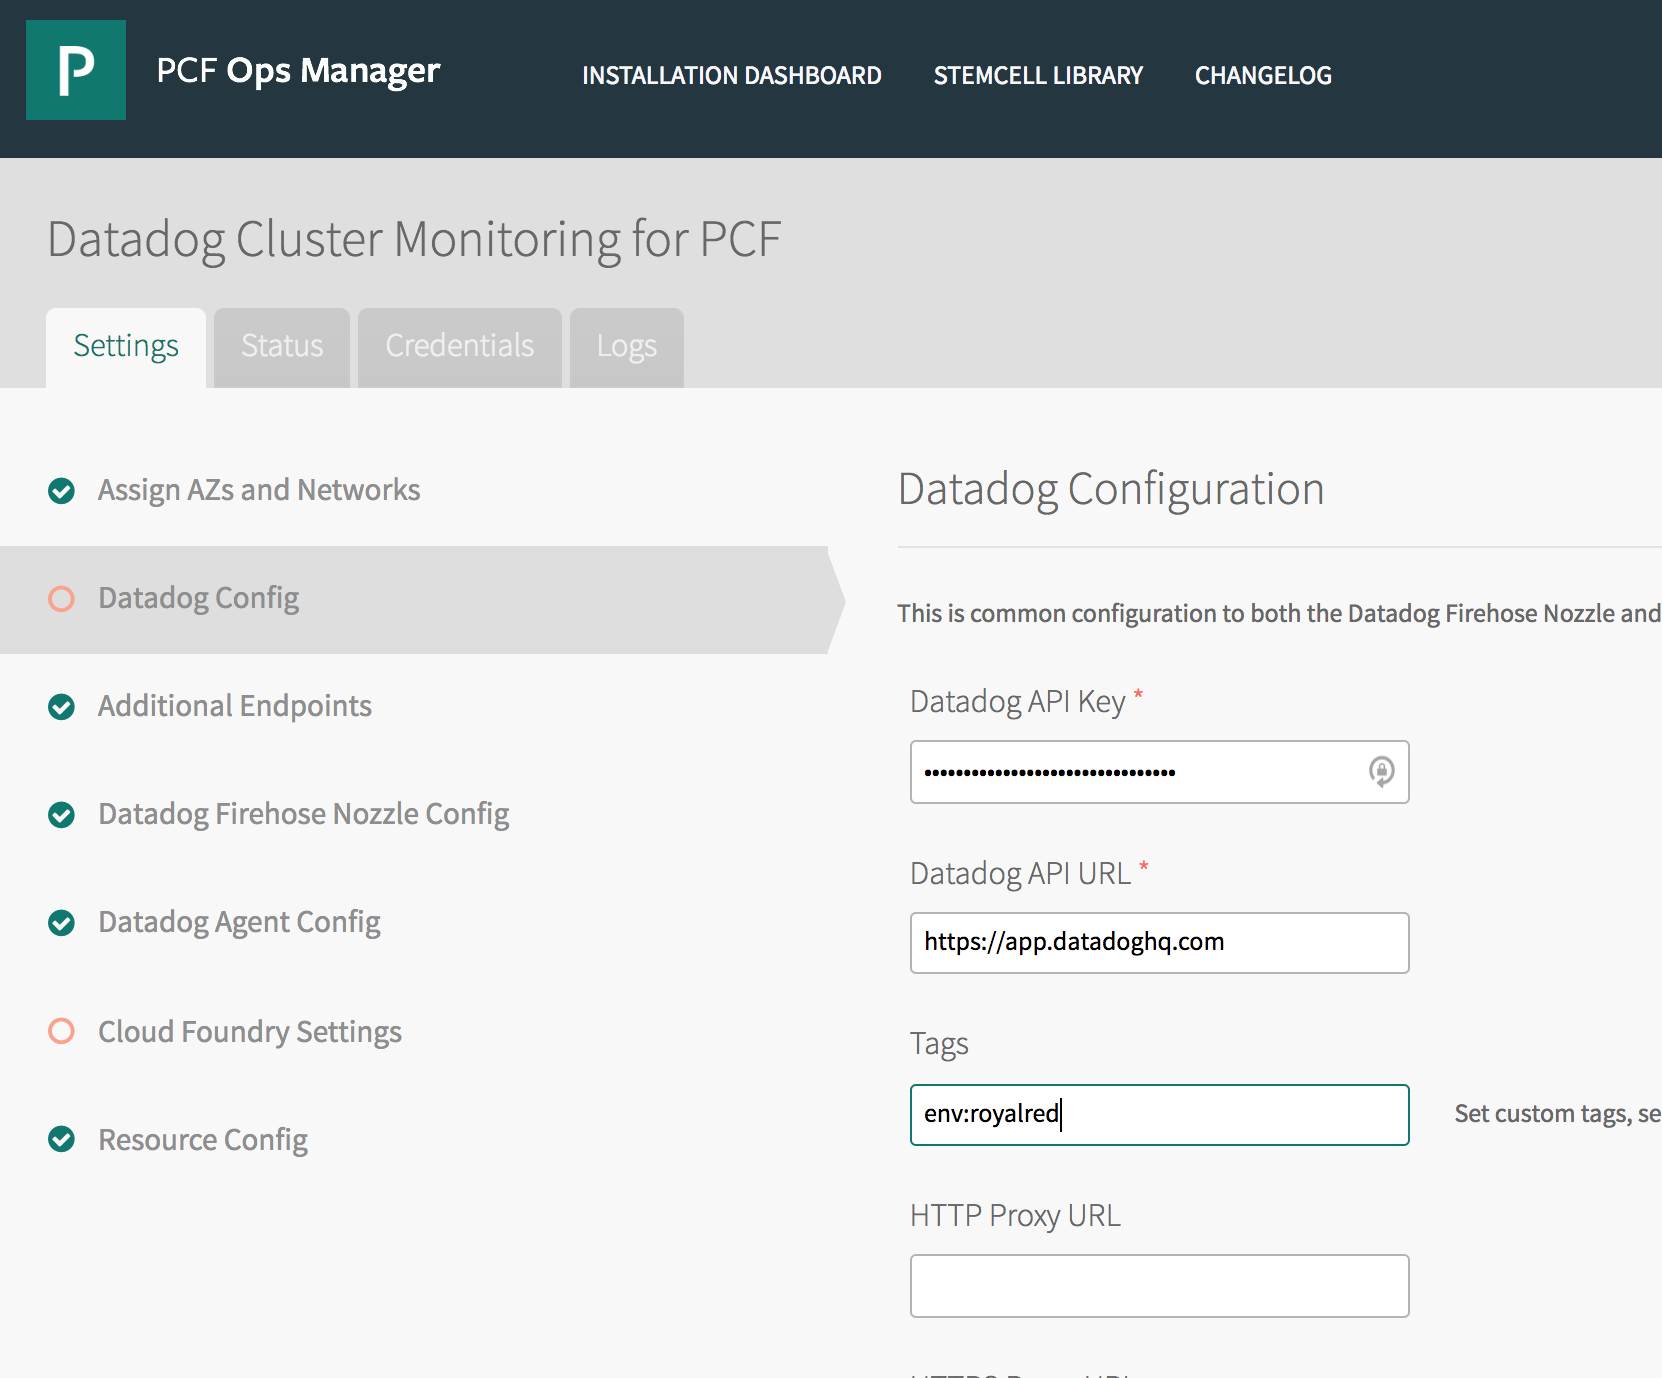 P
PCF Ops Manager
INSTALLATION DASHBOARD
STEMCELL LIBRARY
CHANGELOG
Datadog Cluster Monitoring for PCF
Settings
Status
Credentials
Logs
Assign AZs and Networks
Datadog Config
Additional Endpoints
Datadog Firehose Nozzle Config
Datadog Agent Config
Cloud Foundry Settings
Resource Config
Datadog Configuration
This is common configuration to both the Datadog Firehose Nozzle and
Datadog API Key *
••••••••••••••••••••••••••••••••
Datadog API URL *
https://app.datadoghq.com
Tags
env:royalred
Set custom tags, se
HTTP Proxy URL